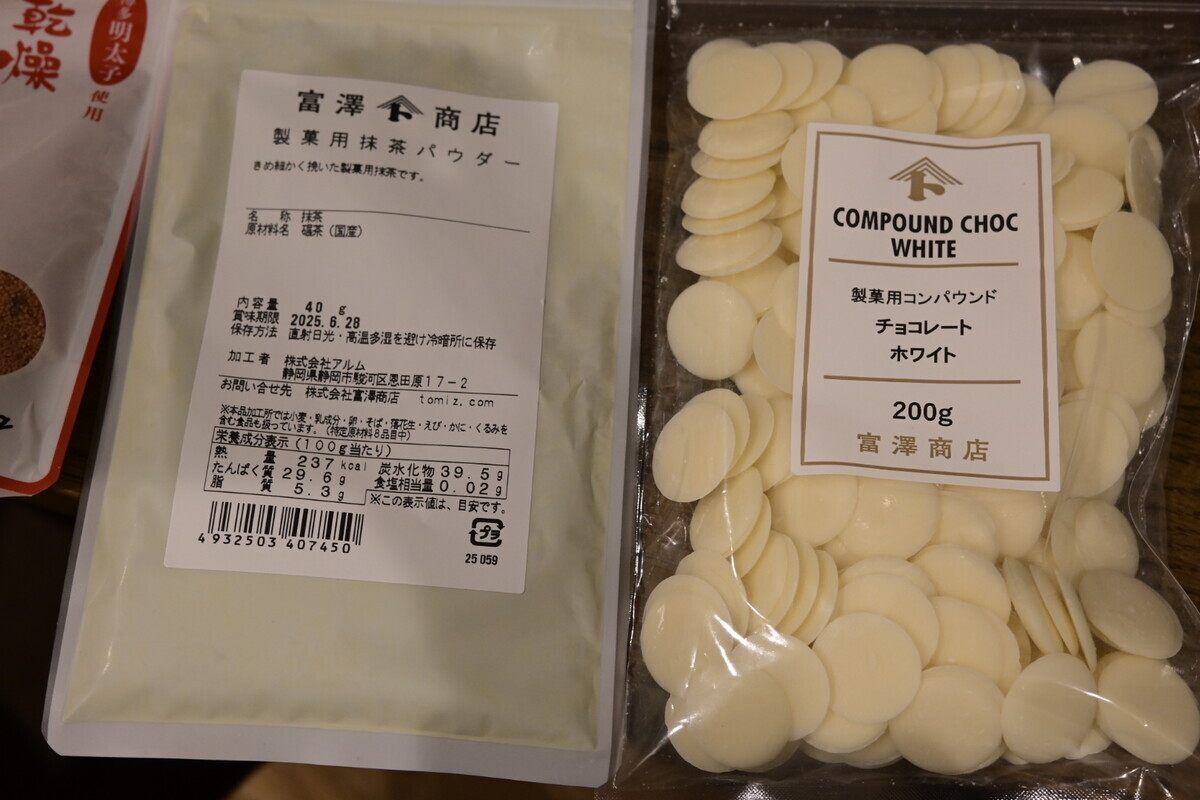 乾燥
明太子
使用
富澤商店
製菓用抹茶パウダー
きめ細かく挽いた製菓用抹茶です。
名　称　抹茶
原材料名　碾茶（国産）
内容量　40 g
賞味期限　2025.6.28
保存方法　直射日光・高温多湿を避け冷暗所に保存
加工者　株式会社アルム
静岡県静岡市駿河区恩田原17-2
お問い合せ先　株式会社富澤商店　tomiz.com
※本品加工所では小麦・乳成分・卵・そば・落花生・えび・かに・くるみを
含む食品も扱っています。（特定原材料8品目中）
栄養成分表示（100g当たり）
熱　量　237kcal　炭水化物 39.5g
たんぱく質 29.6g　食塩相当量 0.02g
脂　質　5.3g　※この表示値は、目安です。
4932503 407450
プラ
25 059
COMPOUND CHOC
WHITE
製菓用コンパウンド
チョコレート
ホワイト
200g
富澤商店